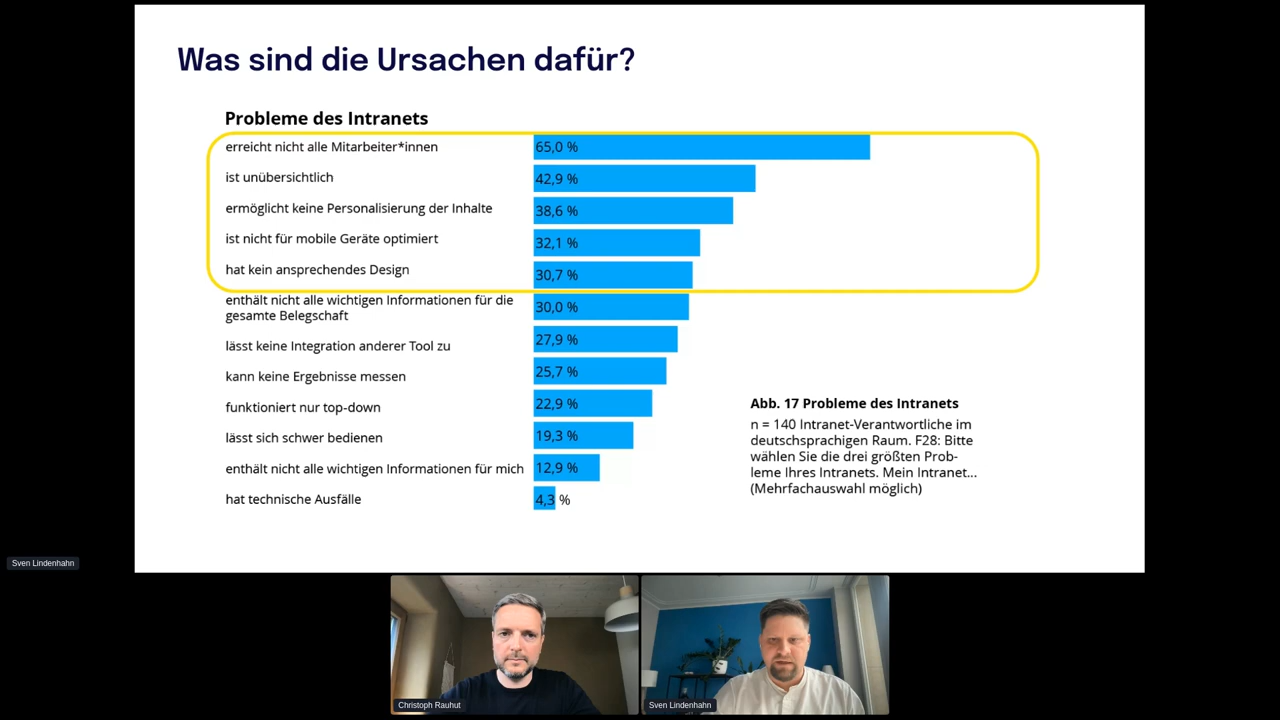 Was sind die Ursachen dafür?
Probleme des Intranets
erreicht nicht alle Mitarbeiter*innen 65,0 %
ist unübersichtlich 42,9 %
ermöglicht keine Personalisierung der Inhalte 38,6 %
ist nicht für mobile Geräte optimiert 32,1 %
hat kein ansprechendes Design 30,7 %
enthält nicht alle wichtigen Informationen für die
gesamte Belegschaft 30,0 %
lässt keine Integration anderer Tool zu 27,9 %
kann keine Ergebnisse messen 25,7 %
funktioniert nur top-down 22,9 %
lässt sich schwer bedienen 19,3 %
enthält nicht alle wichtigen Informationen für mich 12,9 %
hat technische Ausfälle 4,3 %
Abb. 17 Probleme des Intranets
n = 140 Intranet-Verantwortliche im
deutschsprachigen Raum. F28: Bitte
wählen Sie die drei größten Prob-
leme Ihres Intranets. Mein Intranet...
(Mehrfachauswahl möglich)
Sven Lindenhahn
Christoph Rauhut
Sven Lindenhahn